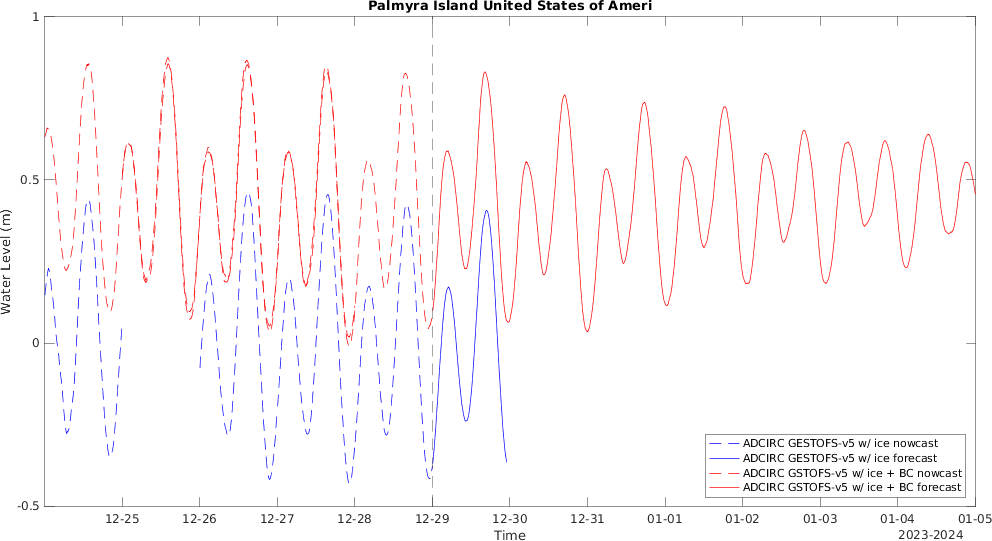 Palmyra Island United States of Ameri
Water Level (m)
1
0.5
0
-0.5
12-25 12-26 12-27 12-28 12-29 12-30 12-31 01-01 01-02 01-03 01-04 01-05
Time
2023-2024
ADCIRC GESTOFS-v5 w/ ice nowcast
ADCIRC GESTOFS-v5 w/ ice forecast
ADCIRC GSTOFS-v5 w/ ice + BC nowcast
ADCIRC GSTOFS-v5 w/ ice + BC forecast